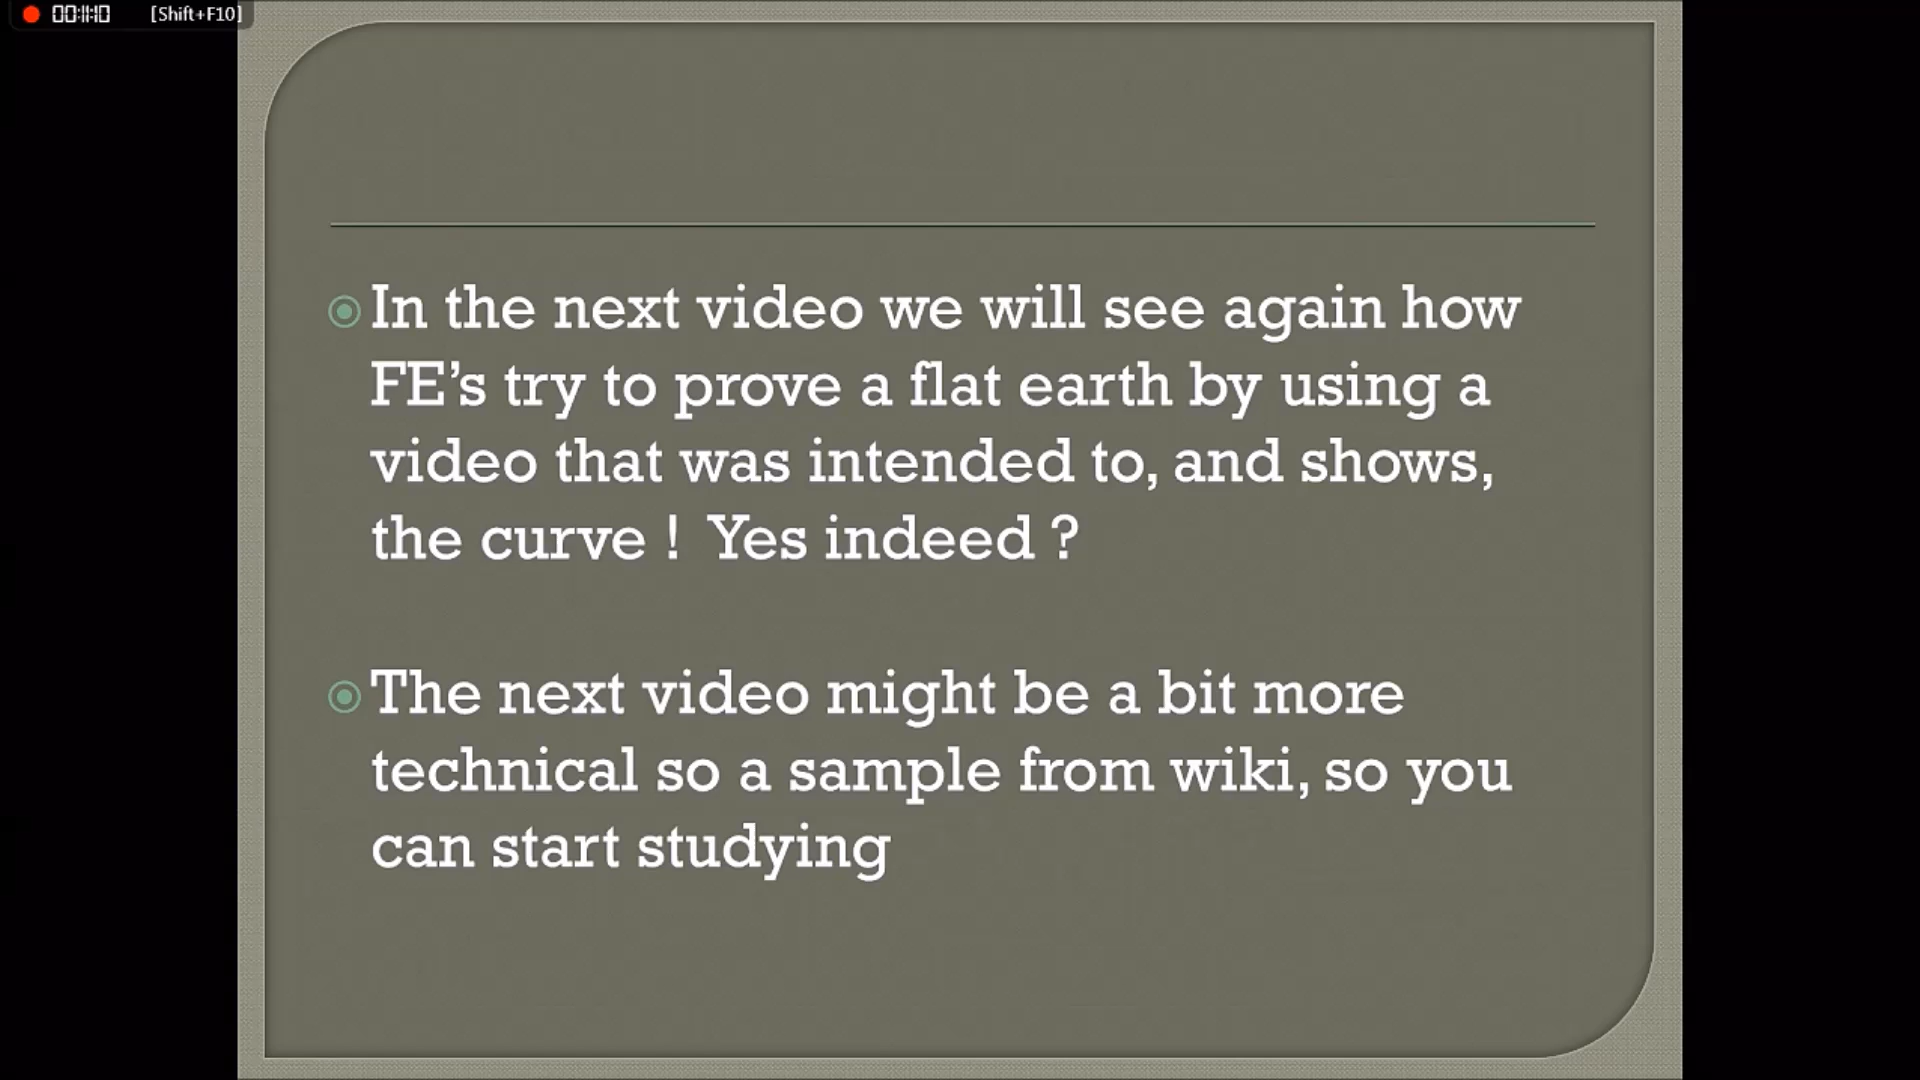 00:11:10 [Shift+F10]
In the next video we will see again how
FE’s try to prove a flat earth by using a
video that was intended to, and shows,
the curve ! Yes indeed ?
The next video might be a bit more
technical so a sample from wiki, so you
can start studying